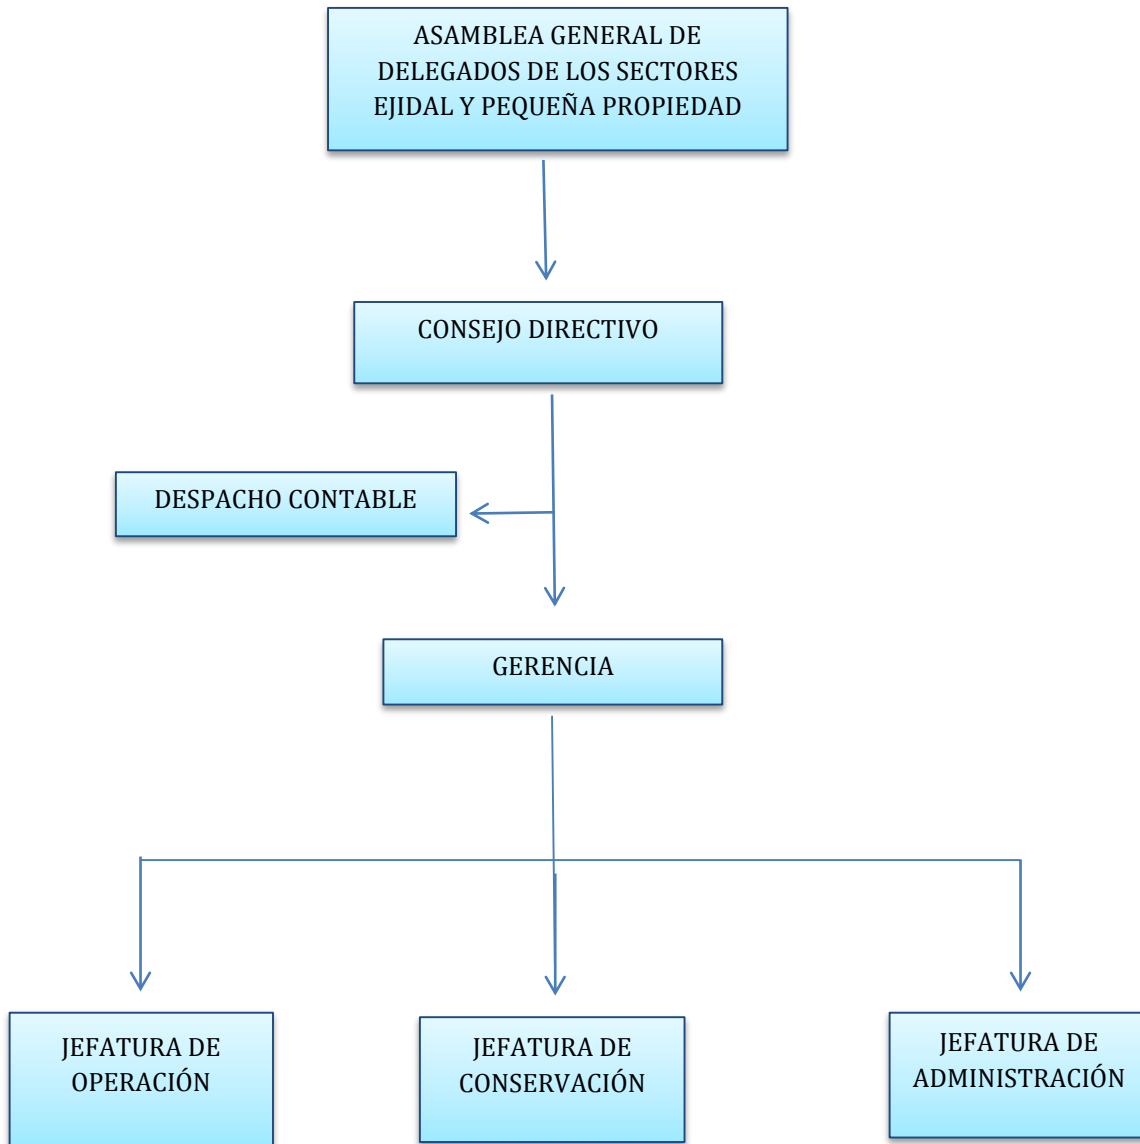 ASAMBLEA GENERAL DE
DELEGADOS DE LOS SECTORES
EJIDAL Y PEQUEÑA PROPIEDAD
CONSEJO DIRECTIVO
DESPACHO CONTABLE
GERENCIA
JEFATURA DE
OPERACIÓN
JEFATURA DE
CONSERVACIÓN
JEFATURA DE
ADMINISTRACIÓN